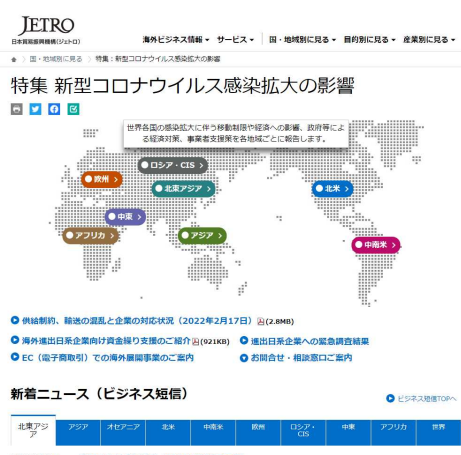 JETRO
日本貿易振興機構(ジェトロ)
海外ビジネス情報 サービス 国・地域別に見る 目的別に見る 産業別に見る
国・地域別に見る 特集:新型コロナウイルス感染拡大の影響
特集 新型コロナウイルス感染拡大の影響
世界各国の感染拡大に伴う移動制限や経済への影響、政府等によ
る経済対策、事業者支援策を各地域ごとに報告します。
ロシア・CIS
欧州
北東アジア
北米
中東
アフリカ
アジア
中南米
供給制約、輸送の混乱と企業の対応状況(2022年2月17日)(2.8MB)
海外進出日系企業向け資金繰り支援のご紹介(921KB) 進出日系企業への緊急調査結果
EC(電子商取引)での海外展開事業のご案内 お問合せ・相談窓口ご案内
新着ニュース(ビジネス短信)
ビジネス短信TOPへ
北東アジア アジア オセアニア 北米 中南米 欧州 ロシア・CIS 中東 アフリカ 世界